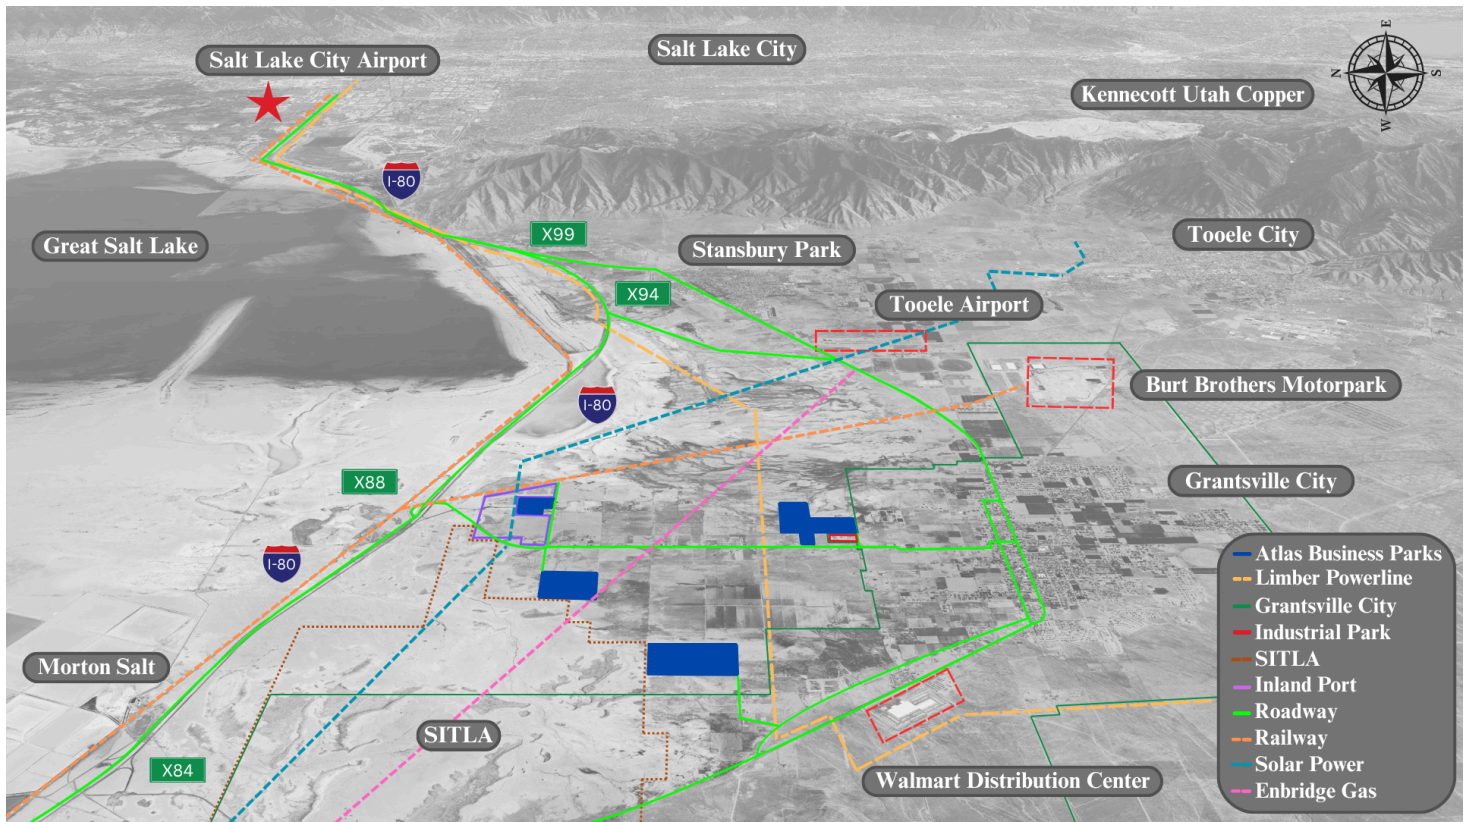 Salt Lake City Airport
Salt Lake City
Kennecott Utah Copper
E
N
S
W
I-80
Great Salt Lake
X99
Stansbury Park
Tooele City
X94
Tooele Airport
Burt Brothers Motorpark
I-80
X88
Grantsville City
I-80
Morton Salt
SITLA
X84
Walmart Distribution Center
Atlas Business Parks
Limber Powerline
Grantsville City
Industrial Park
SITLA
Inland Port
Roadway
Railway
Solar Power
Enbridge Gas